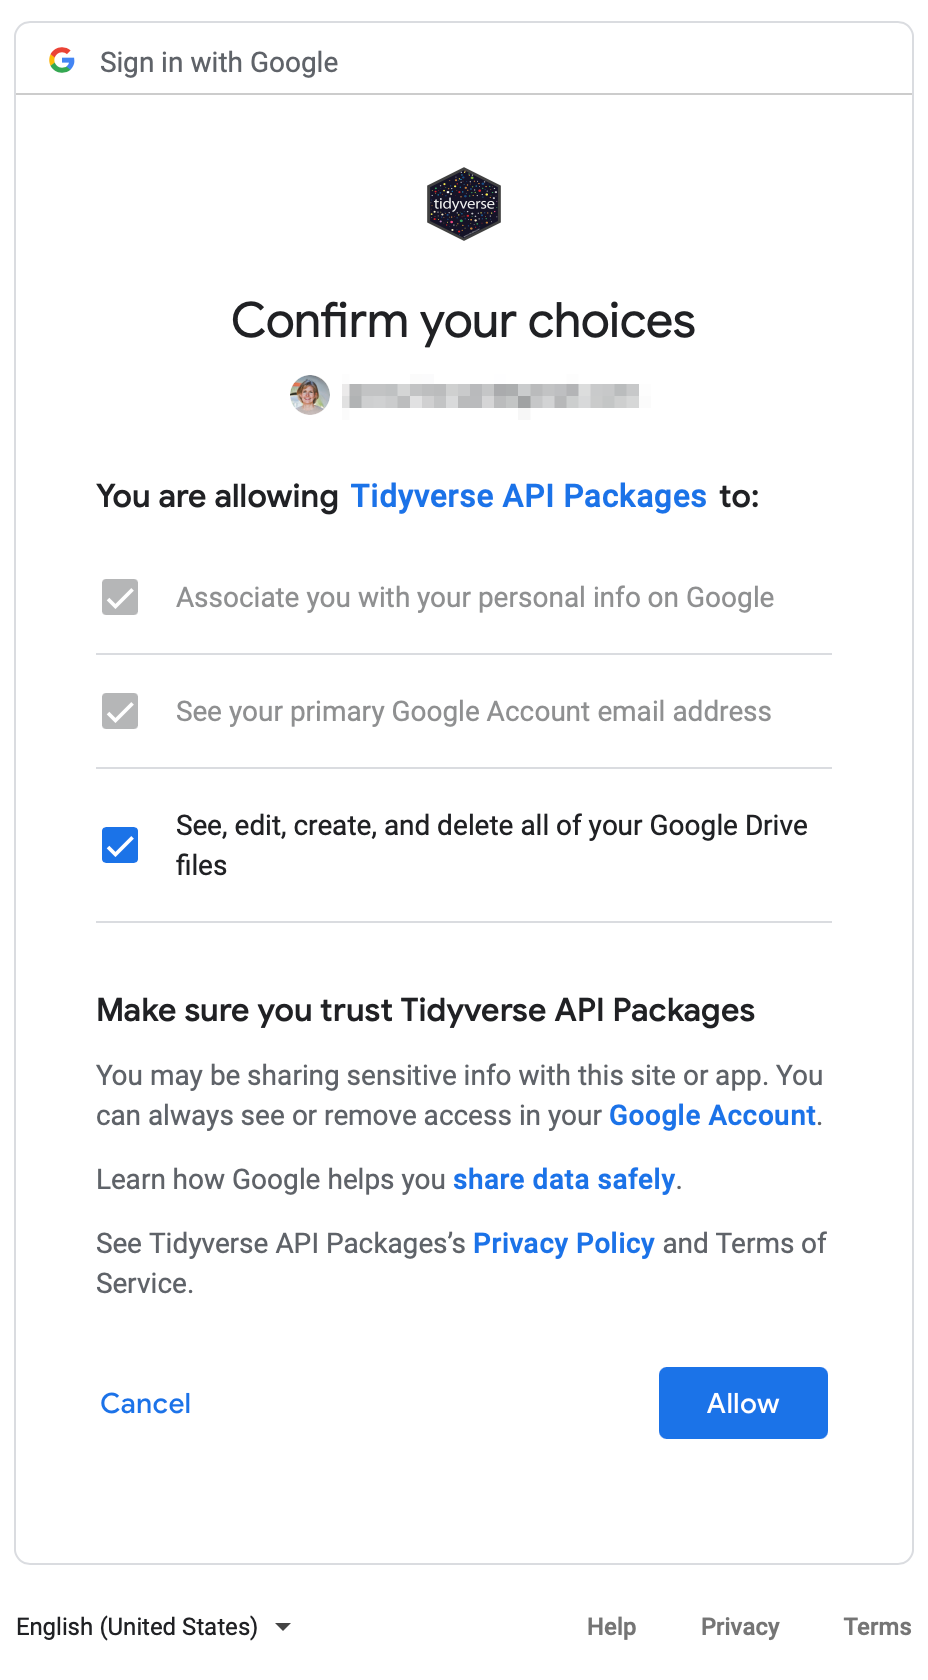 Sign in with Google
tidyverse
Confirm your choices
You are allowing Tidyverse API Packages to:
Associate you with your personal info on Google
See your primary Google Account email address
See, edit, create, and delete all of your Google Drive
files
Make sure you trust Tidyverse API Packages
You may be sharing sensitive info with this site or app. You
can always see or remove access in your Google Account.
Learn how Google helps you share data safely.
See Tidyverse API Packages’s Privacy Policy and Terms of
Service.
Cancel Allow
English (United States) Help Privacy Terms